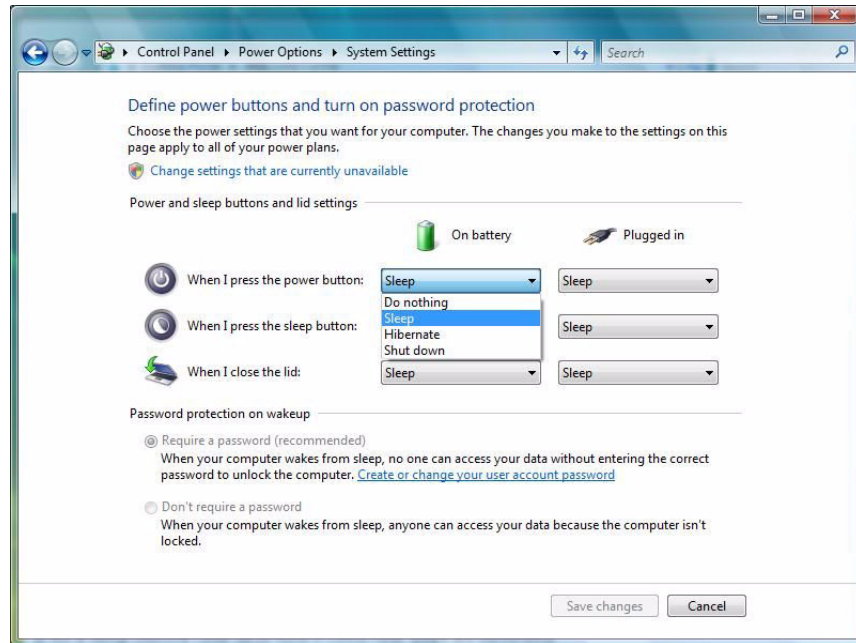 Control Panel ▸ Power Options ▸ System Settings
Search
Define power buttons and turn on password protection
Choose the power settings that you want for your computer. The changes you make to the settings on this
page apply to all of your power plans.
Change settings that are currently unavailable
Power and sleep buttons and lid settings
On battery Plugged in
When I press the power button: Sleep Sleep
Do nothing
Sleep
When I press the sleep button: Sleep
Hibernate
Shut down
When I close the lid: Sleep Sleep
Password protection on wakeup
Require a password (recommended)
When your computer wakes from sleep, no one can access your data without entering the correct
password to unlock the computer. Create or change your user account password
Don't require a password
When your computer wakes from sleep, anyone can access your data because the computer isn't
locked.
Save changes Cancel